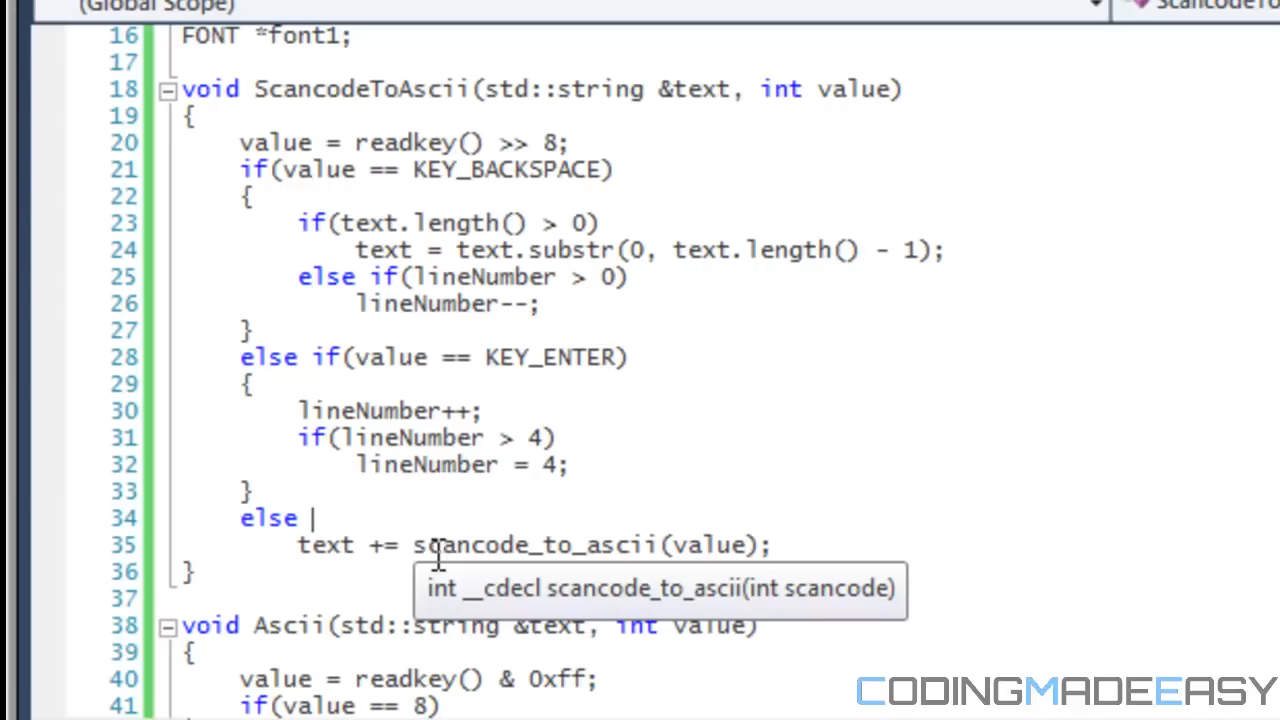 (Global Scope)
ScancodeTo
16 FONT *font1;
17
18 void ScancodeToAscii(std::string &text, int value)
19 {
20 value = readkey() >> 8;
21 if(value == KEY_BACKSPACE)
22 {
23 if(text.length() > 0)
24 text = text.substr(0, text.length() - 1);
25 else if(lineNumber > 0)
26 lineNumber--;
27 }
28 else if(value == KEY_ENTER)
29 {
30 lineNumber++;
31 if(lineNumber > 4)
32 lineNumber = 4;
33 }
34 else
35 text += scancode_to_ascii(value);
36 }
int __cdecl scancode_to_ascii(int scancode)
37
38 void Ascii(std::string &text, int value)
39 {
40 value = readkey() & 0xff;
41 if(value == 8)
CODINGMADEEASY